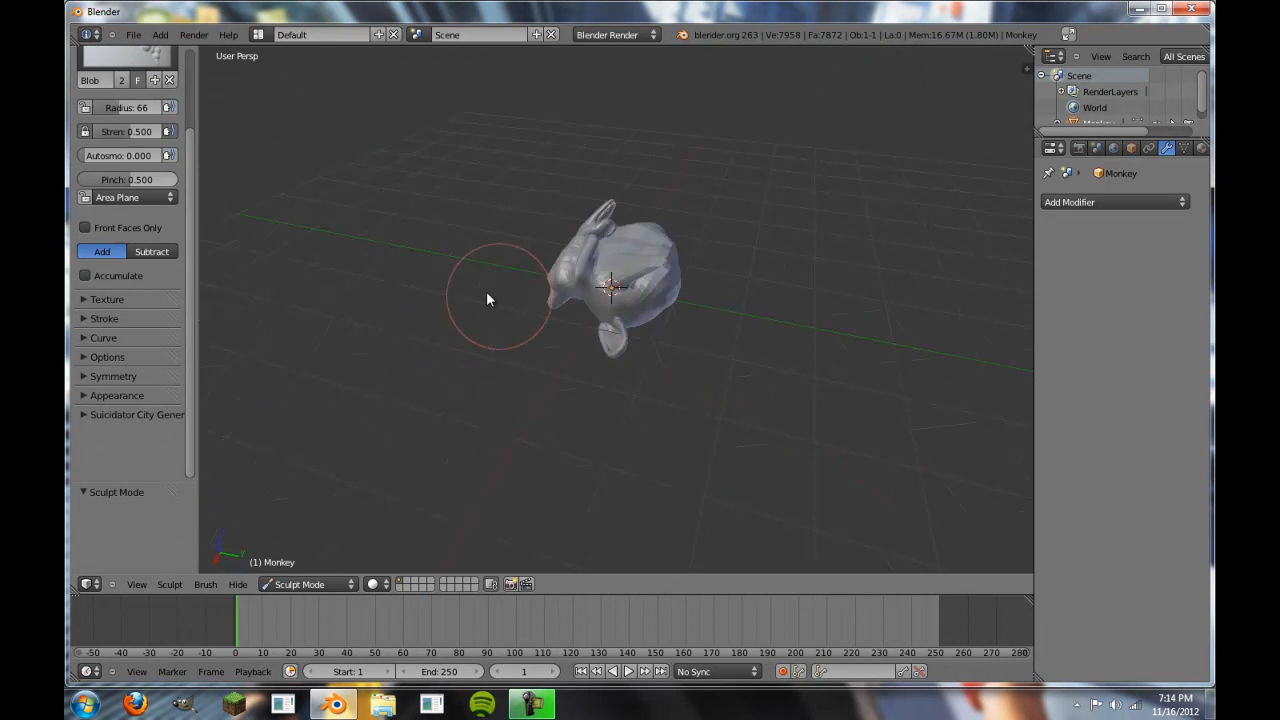 Blender
File Add Render Help Default Scene Blender Render blender.org 263 | Ve:7958 | Fa:7872 | Ob:1-1 | La:0 | Mem:16.67M (1.80M) | Monkey
User Persp
View Search All Scenes
Scene
RenderLayers
World
Blob 2 F
Radius: 66
Stren: 0.500
Autosmo: 0.000
Pinch: 0.500
Area Plane
Front Faces Only
Add Subtract
Accumulate
Texture
Stroke
Curve
Options
Symmetry
Appearance
Suicidator City Gener
Sculpt Mode
Monkey
Add Modifier
(1) Monkey
View Sculpt Brush Hide Sculpt Mode
-50 -40 -30 -20 -10 0 10 20 30 40 50 60 70 80 90 100 110 120 130 140 150 160 170 180 190 200 210 220 230 240 250 260 270 280
View Marker Frame Playback Start: 1 End: 250 1 No Sync
7:14 PM
11/16/2012